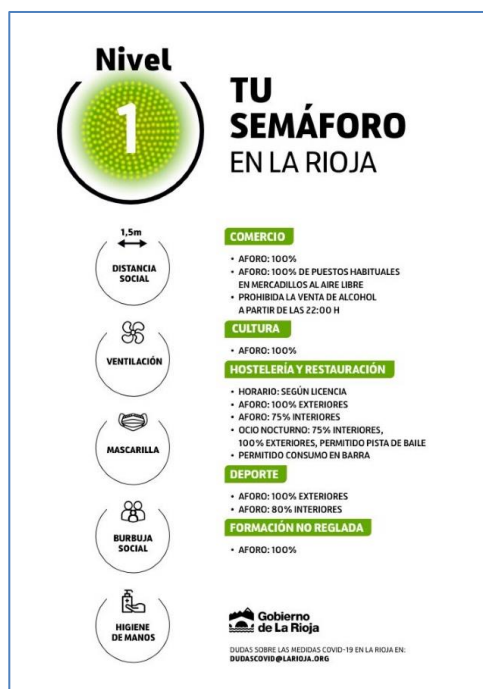 Nivel
1
TU
SEMÁFORO
EN LA RIOJA
1,5m
DISTANCIA
SOCIAL
VENTILACIÓN
MASCARILLA
BURBUJA
SOCIAL
HIGIENE
DE MANOS
COMERCIO
• AFORO: 100%
• AFORO: 100% DE PUESTOS HABITUALES
EN MERCADILLOS AL AIRE LIBRE
• PROHIBIDA LA VENTA DE ALCOHOL
A PARTIR DE LAS 22:00 H
CULTURA
• AFORO: 100%
HOSTELERÍA Y RESTAURACIÓN
• HORARIO: SEGÚN LICENCIA
• AFORO: 100% EXTERIORES
• AFORO: 75% INTERIORES
• OCIO NOCTURNO: 75% INTERIORES,
100% EXTERIORES, PERMITIDO PISTA DE BAILE
• PERMITIDO CONSUMO EN BARRA
DEPORTE
• AFORO: 100% EXTERIORES
• AFORO: 80% INTERIORES
FORMACIÓN NO REGLADA
• AFORO: 100%
Gobierno
de La Rioja
DUDAS SOBRE LAS MEDIDAS COVID-19 EN LA RIOJA EN:
DUDASCOVID@LARIOJA.ORG